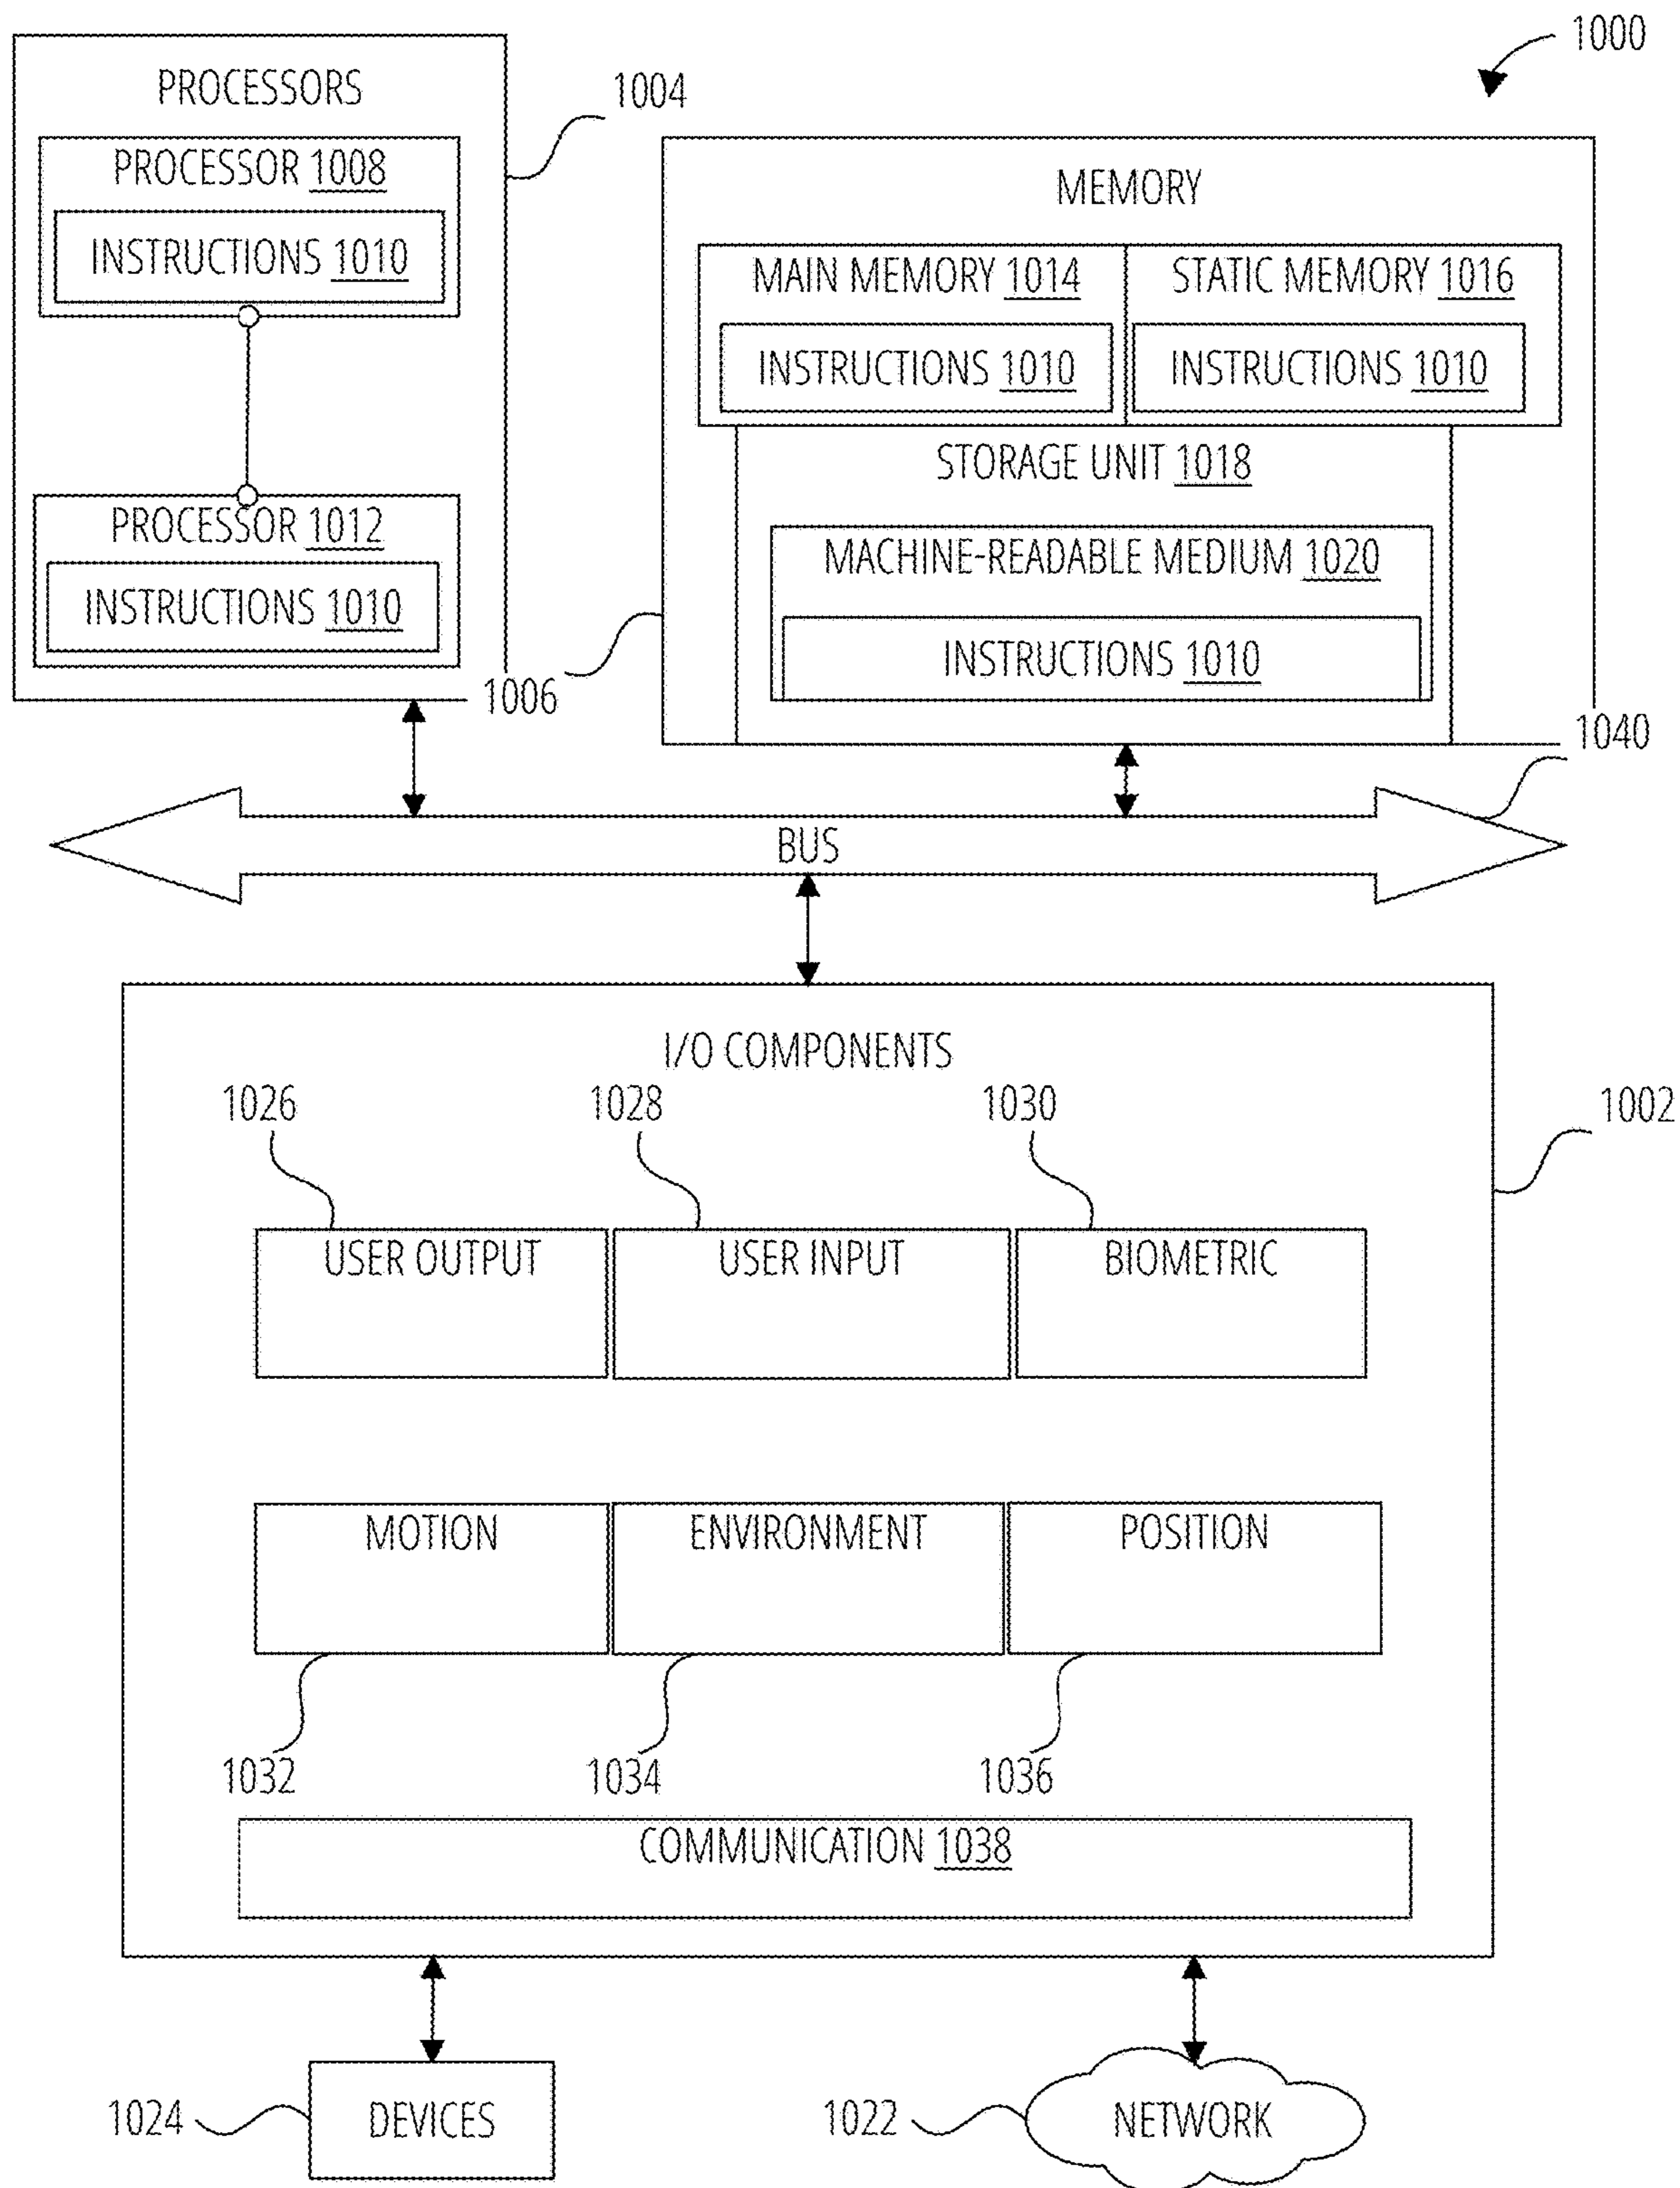 1000
PROCESSORS
1004
PROCESSOR 1008
INSTRUCTIONS 1010
PROCESSOR 1012
INSTRUCTIONS 1010
MEMORY
MAIN MEMORY 1014
STATIC MEMORY 1016
INSTRUCTIONS 1010
INSTRUCTIONS 1010
STORAGE UNIT 1018
MACHINE-READABLE MEDIUM 1020
INSTRUCTIONS 1010
1006
1040
BUS
I/O COMPONENTS
1026
1028
1030
1002
USER OUTPUT
USER INPUT
BIOMETRIC
MOTION
ENVIRONMENT
POSITION
1032
1034
1036
COMMUNICATION 1038
1024
DEVICES
1022
NETWORK